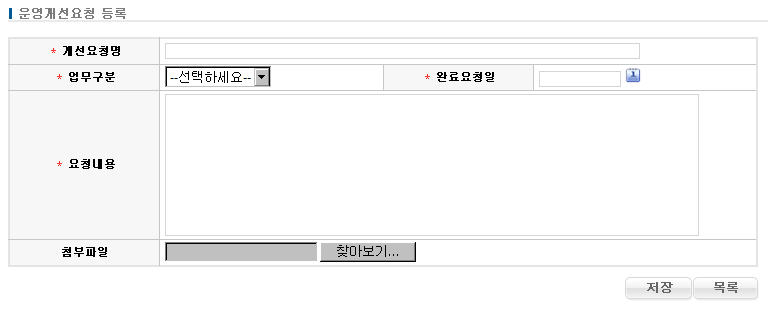 운영개선요청 등록
* 개선요청명
* 업무구분 --선택하세요-- * 완료요청일
* 요청내용
첨부파일 찾아보기...
저장 목록